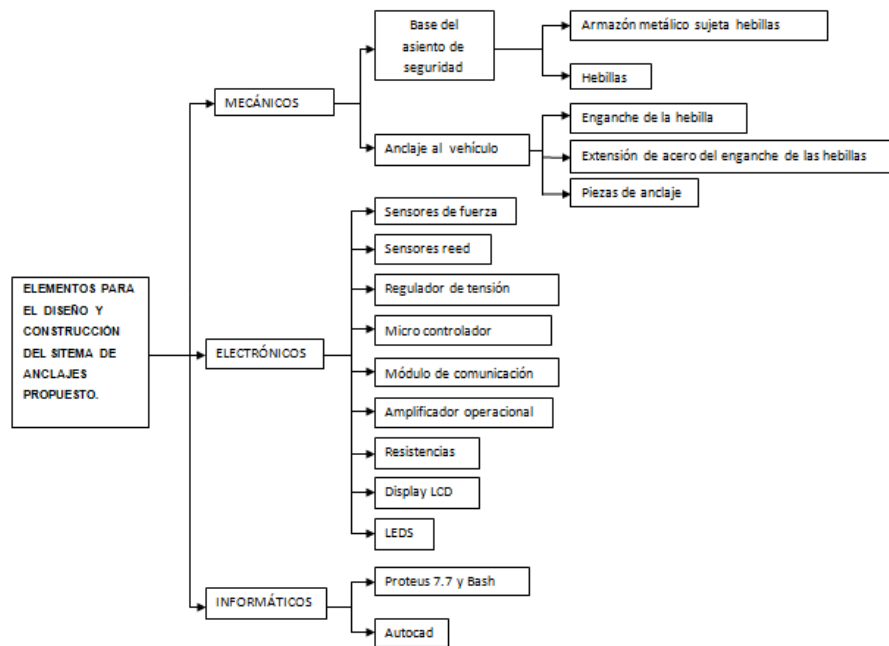 ELEMENTOS PARA
EL DISEÑO Y
CONSTRUCCIÓN
DEL SITEMA DE
ANCLAJES
PROPUESTO.
MECÁNICOS
Base del
asiento de
seguridad
Armazón metálico sujeta hebillas
Hebillas
Anclaje al vehículo
Enganche de la hebilla
Extensión de acero del enganche de las hebillas
Piezas de anclaje
ELECTRÓNICOS
Sensores de fuerza
Sensores reed
Regulador de tensión
Micro controlador
Módulo de comunicación
Amplificador operacional
Resistencias
Display LCD
LEDS
INFORMÁTICOS
Proteus 7.7 y Bash
Autocad